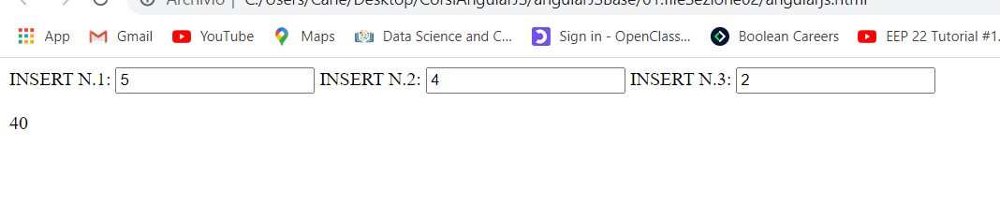 Archivio | C:/Users/Cane/Desktop/CorsiAngularJS/angularJSBase/01.fileSezione02/angularjs.html
App Gmail YouTube Maps Data Science and C... Sign in - OpenClass... Boolean Careers EEP 22 Tutorial #1.
INSERT N.1: 5 INSERT N.2: 4 INSERT N.3: 2
40